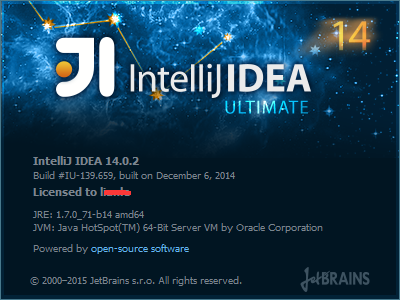 14
JI IntelliJ IDEA
ULTIMATE
IntelliJ IDEA 14.0.2
Build #IU-139.659, built on December 6, 2014
Licensed to
JRE: 1.7.0_71-b14 amd64
JVM: Java HotSpot(TM) 64-Bit Server VM by Oracle Corporation
Powered by open-source software
© 2000–2015 JetBrains s.r.o. All rights reserved.
JetBRAINS